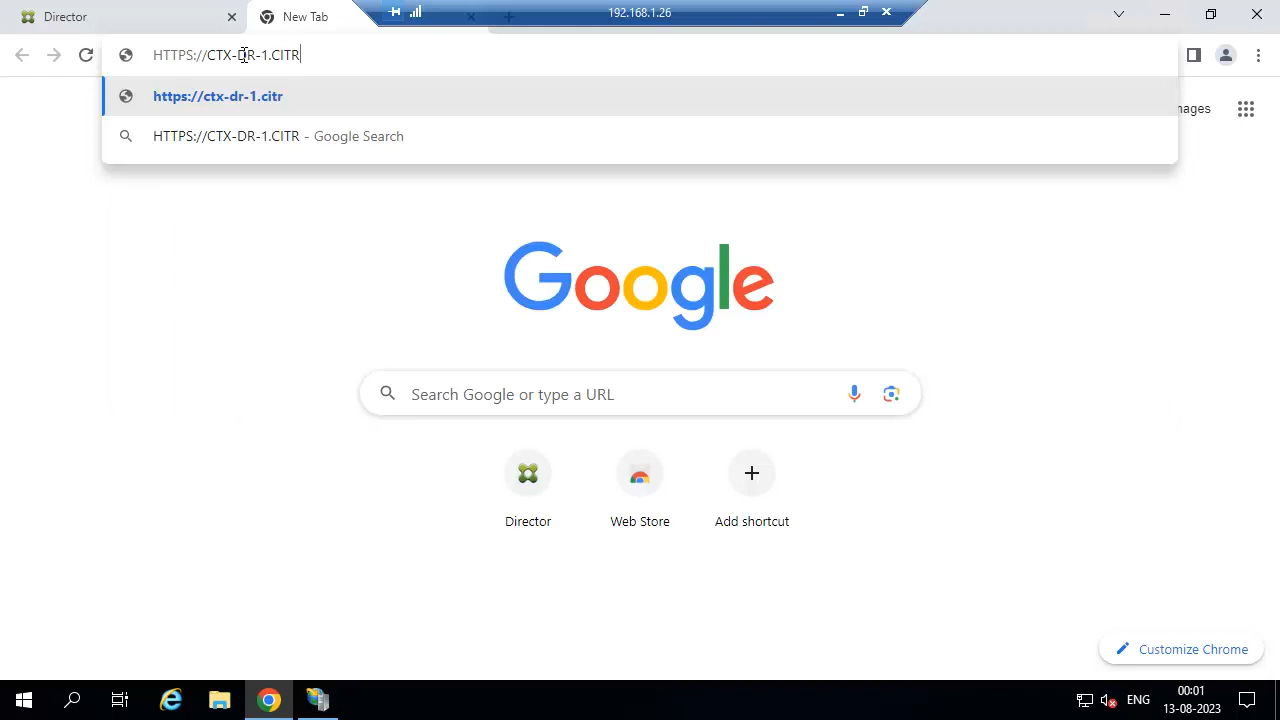 Director
New Tab
192.168.1.26
HTTPS://CTX-DR-1.CITR
https://ctx-dr-1.citr
HTTPS://CTX-DR-1.CITR - Google Search
mages
Google
Search Google or type a URL
Director
Web Store
Add shortcut
Customize Chrome
ENG
00:01
13-08-2023